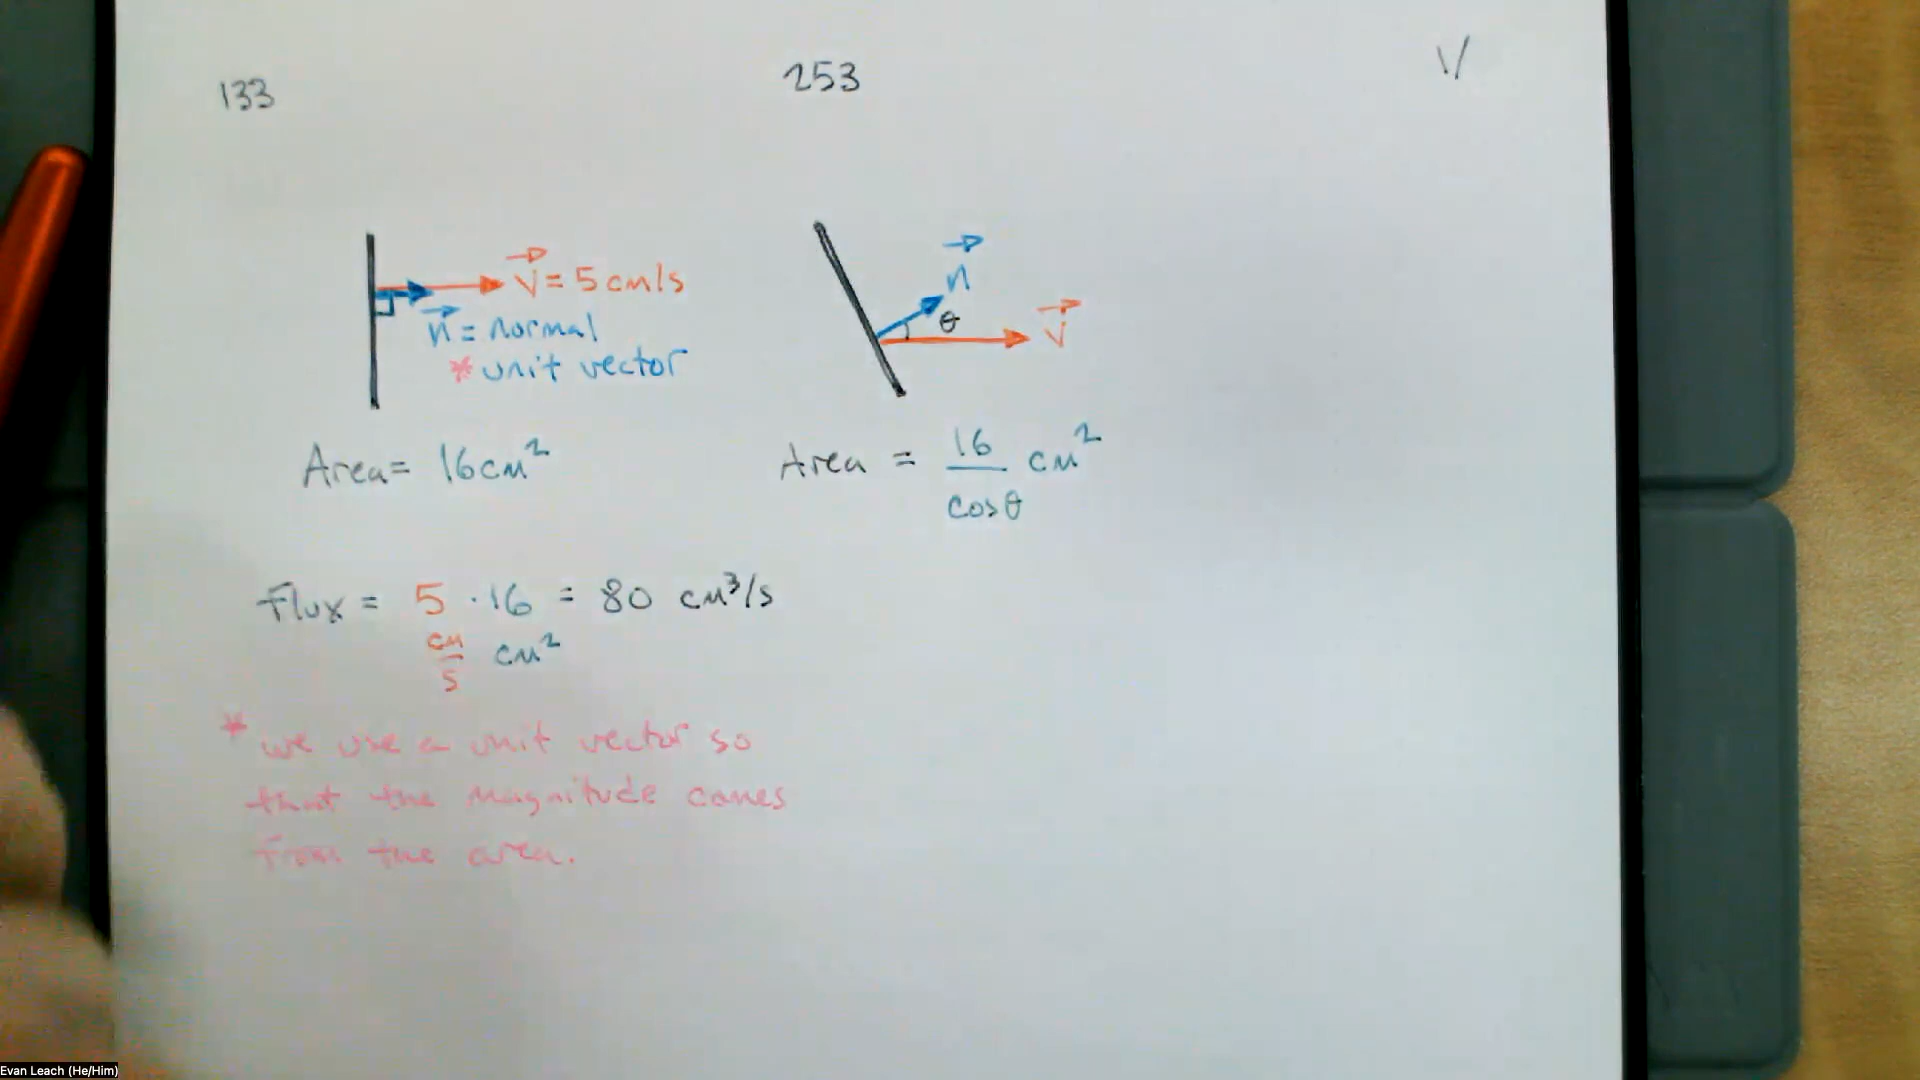 133
253
V
v = 5 cm/s
n = normal
* unit vector
n
θ
v
Area = 16 cm²
Area = 16/cosθ cm²
Flux = 5 · 16 = 80 cm³/s
cm/s cm²
* we use a unit vector so
that the magnitude comes
from the area.
Evan Leach (He/Him)